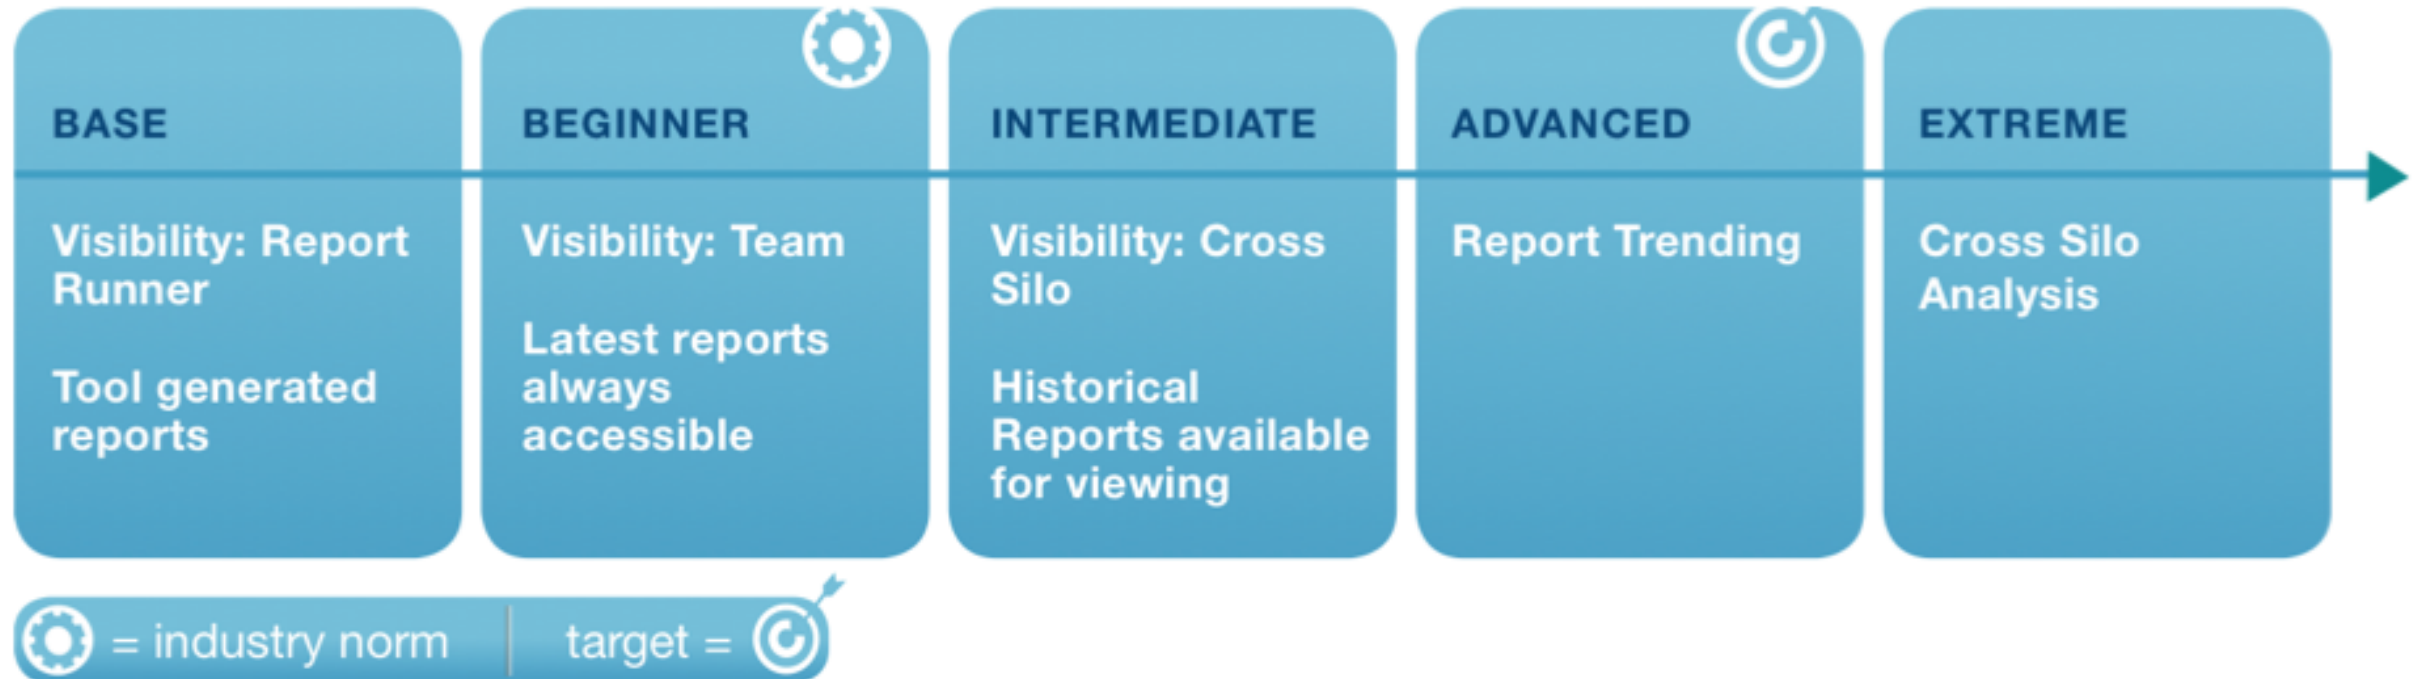 BASE
Visibility: Report
Runner
Tool generated
reports
BEGINNER
Visibility: Team
Latest reports
always
accessible
INTERMEDIATE
Visibility: Cross
Silo
Historical
Reports available
for viewing
ADVANCED
Report Trending
EXTREME
Cross Silo
Analysis
= industry norm
target =